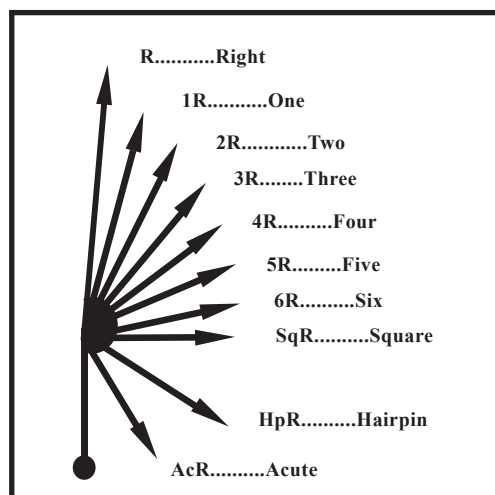 R...........Right
1R...........One
2R............Two
3R........Three
4R..........Four
5R.........Five
6R..........Six
SqR..........Square
HpR..........Hairpin
AcR..........Acute